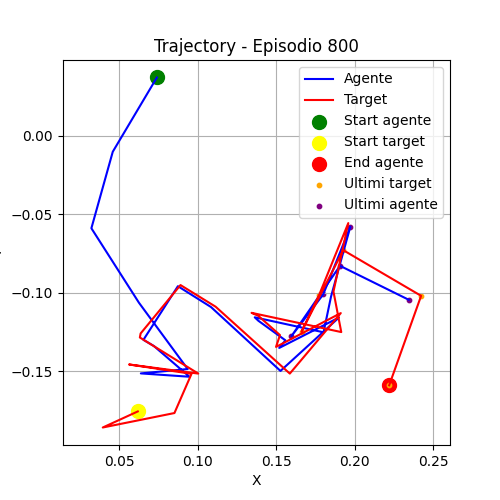 Trajectory - Episodio 800
Agente
Target
Start agente
Start target
End agente
Ultimi target
Ultimi agente
0.00
−0.05
−0.10
−0.15
0.05
0.10
0.15
0.20
0.25
X